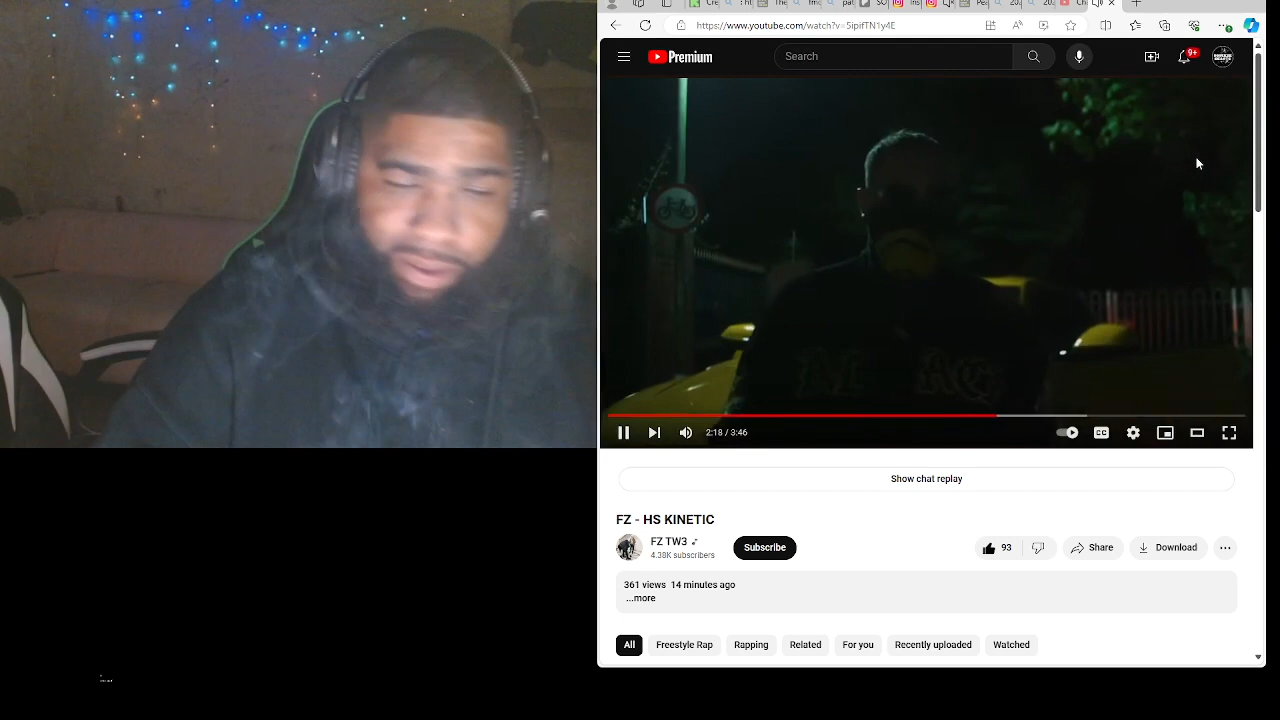 https://www.youtube.com/watch?v=5ipifTN1y4E
Premium
Search
9+
2:18 / 3:46
CC
Show chat replay
FZ - HS KINETIC
FZ TW3
4.38K subscribers
Subscribe
93
Share
Download
361 views 14 minutes ago
...more
All
Freestyle Rap
Rapping
Related
For you
Recently uploaded
Watched